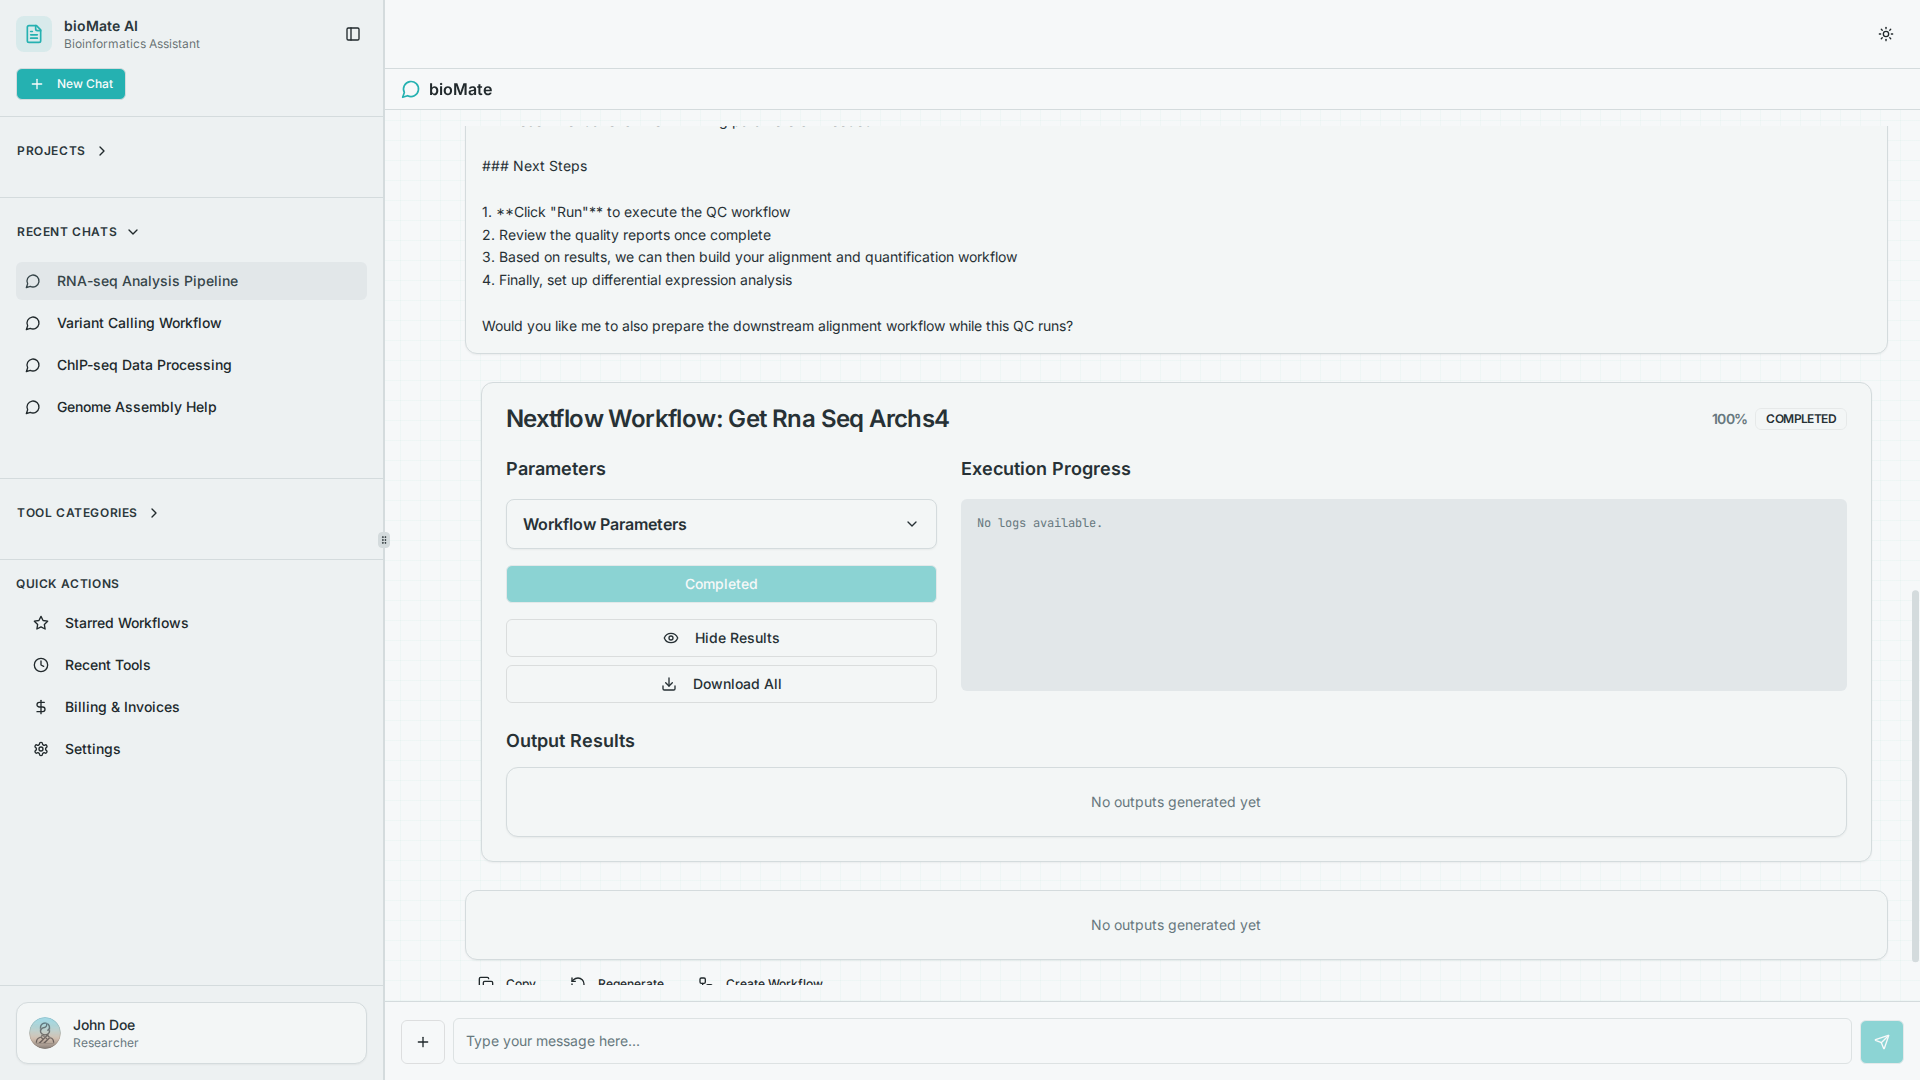 bioMate AI
Bioinformatics Assistant
New Chat
PROJECTS
RECENT CHATS
RNA-seq Analysis Pipeline
Variant Calling Workflow
ChIP-seq Data Processing
Genome Assembly Help
TOOL CATEGORIES
QUICK ACTIONS
Starred Workflows
Recent Tools
Billing & Invoices
Settings
John Doe
Researcher
bioMate
### Next Steps
1. **Click "Run"** to execute the QC workflow
2. Review the quality reports once complete
3. Based on results, we can then build your alignment and quantification workflow
4. Finally, set up differential expression analysis
Would you like me to also prepare the downstream alignment workflow while this QC runs?
Nextflow Workflow: Get Rna Seq Archs4
100% COMPLETED
Parameters
Workflow Parameters
Completed
Hide Results
Download All
Execution Progress
No logs available.
Output Results
No outputs generated yet
No outputs generated yet
Copy Regenerate Create Workflow
Type your message here...